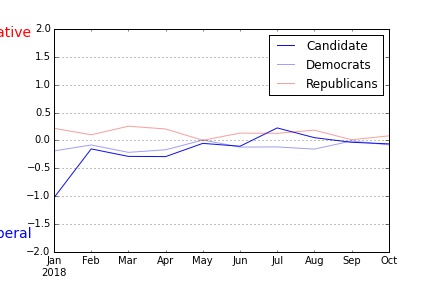 2.0
ative
Candidate
Democrats
Republicans
1.5
1.0
0.5
0.0
−0.5
−1.0
−1.5
peral
−2.0
Jan Feb Mar Apr May Jun Jul Aug Sep Oct
2018